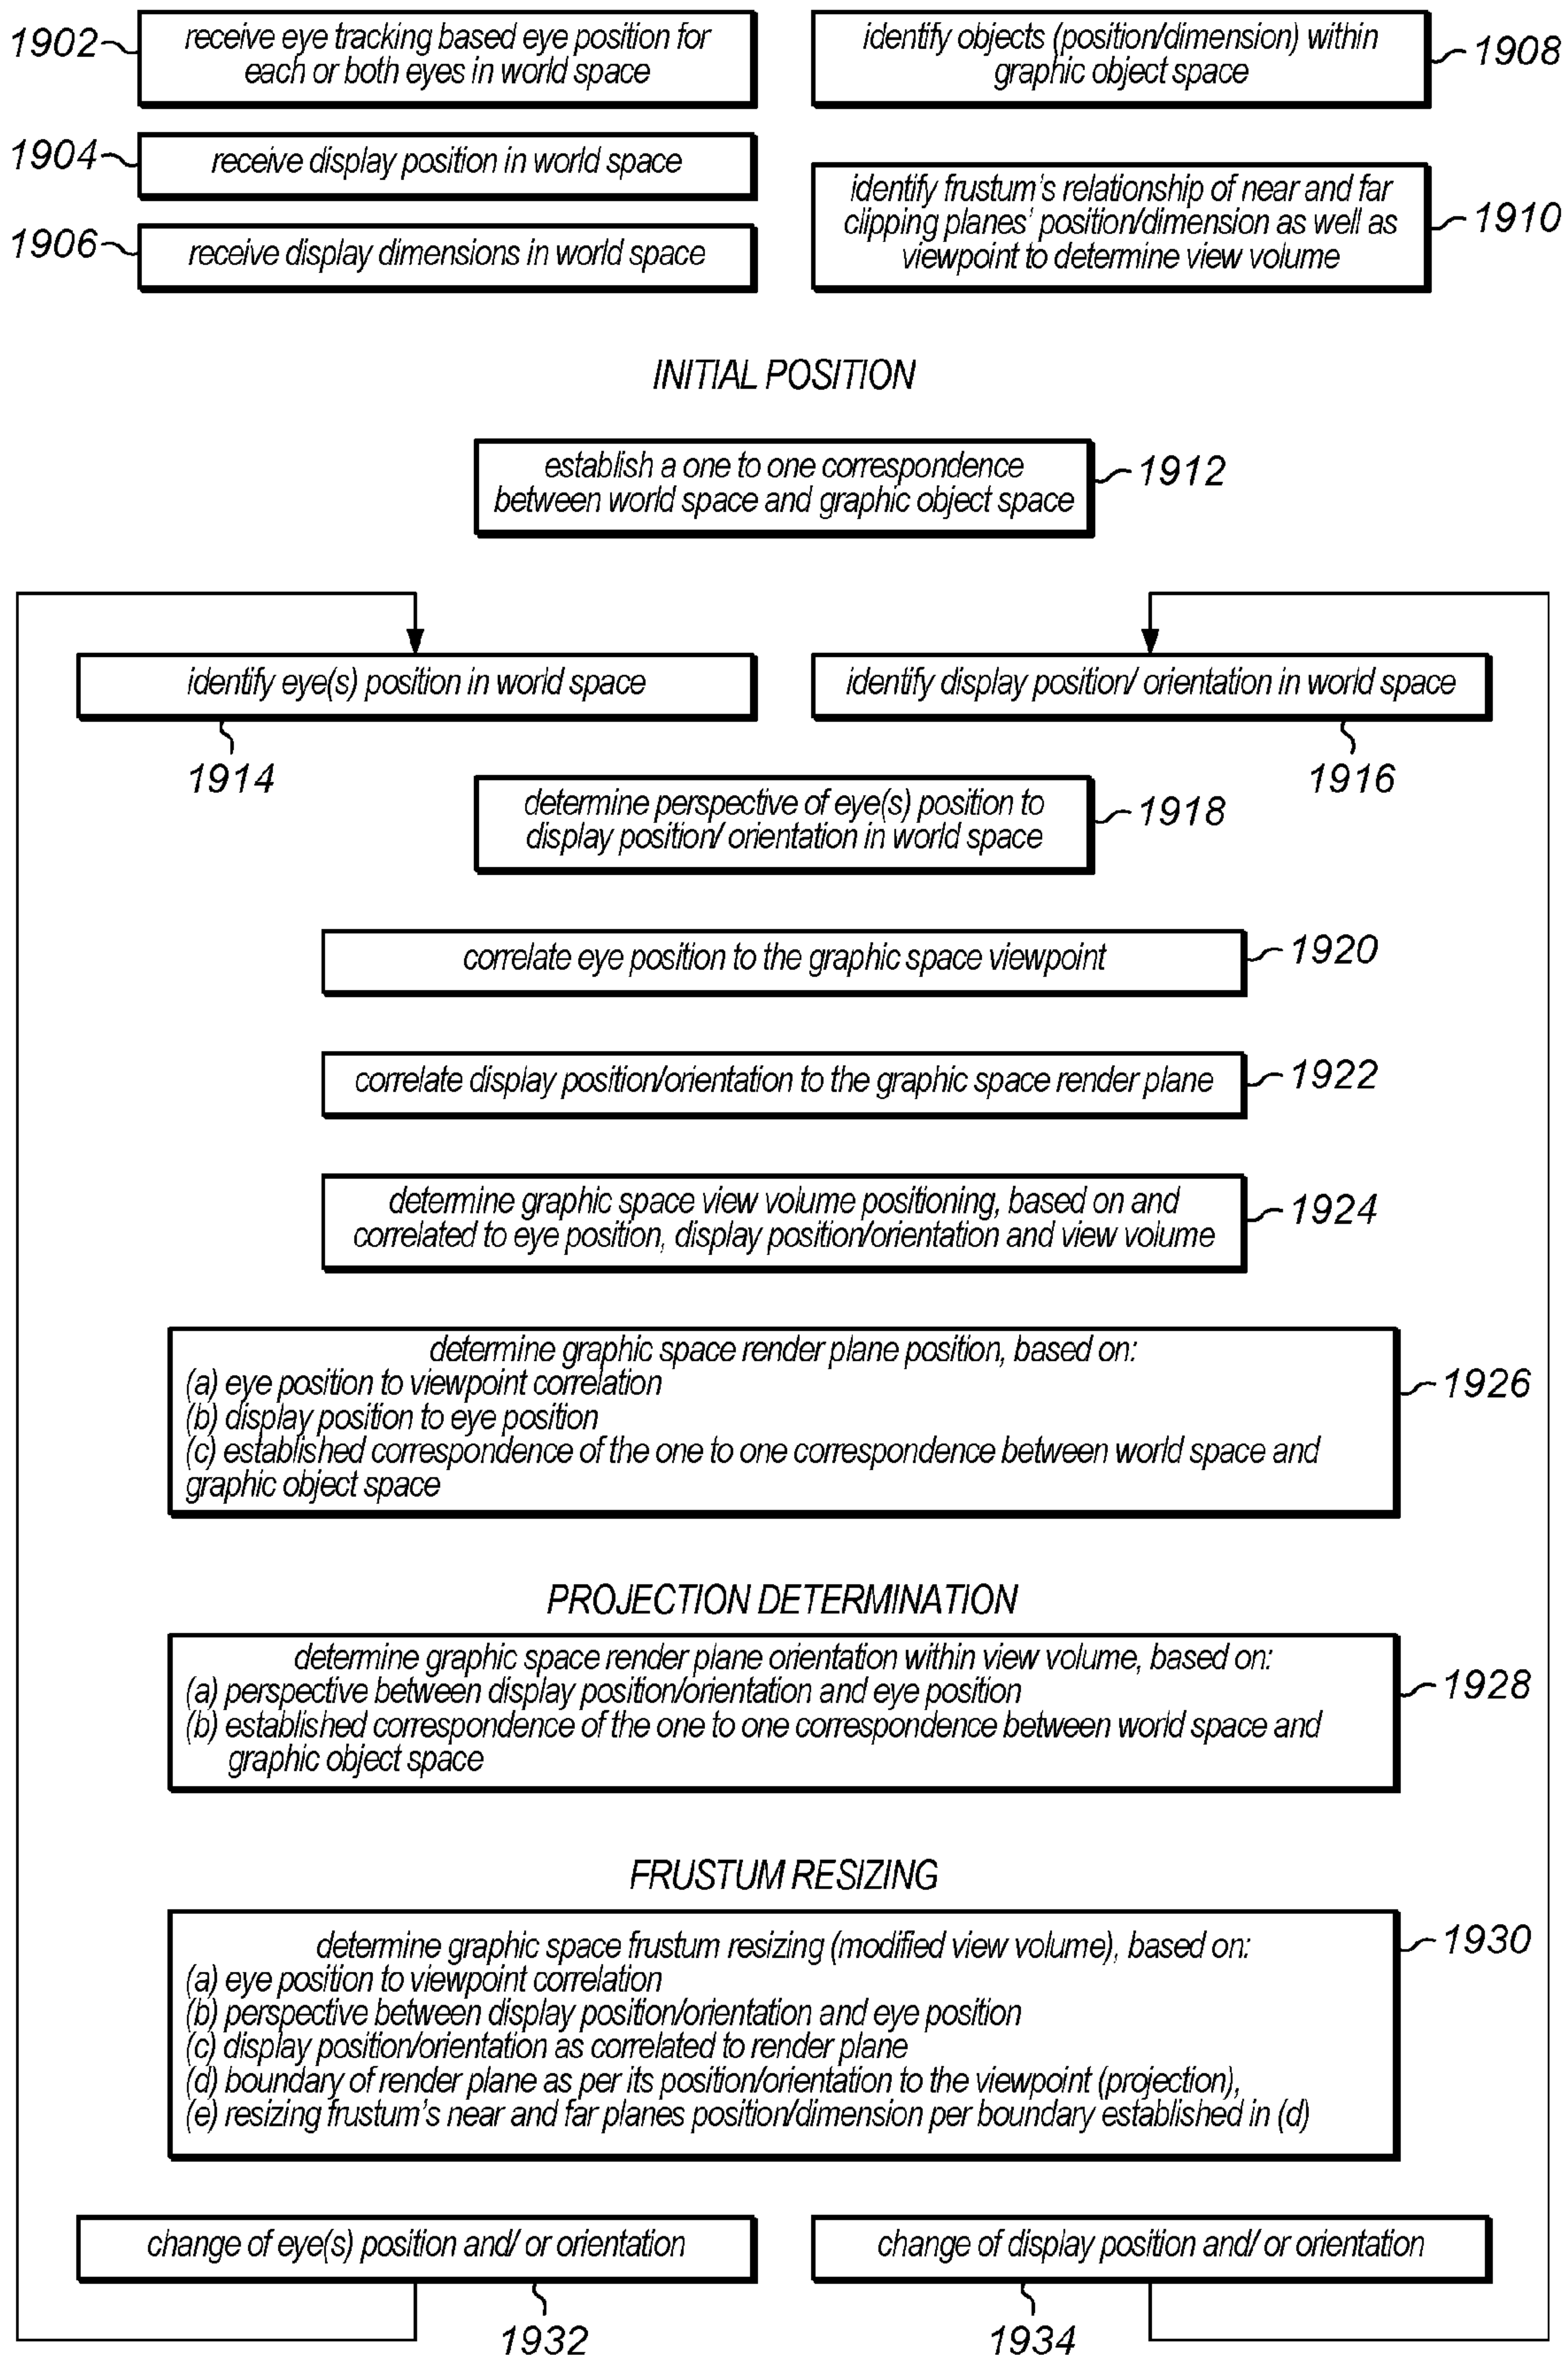 1902
receive eye tracking based eye position for
each or both eyes in world space
identify objects (position/dimension) within
graphic object space
1908
1904
receive display position in world space
1906
receive display dimensions in world space
identify frustum's relationship of near and far
clipping planes' position/dimension as well as
viewpoint to determine view volume
1910
INITIAL POSITION
establish a one to one correspondence
between world space and graphic object space
1912
identify eye(s) position in world space
1914
identify display position/ orientation in world space
1916
determine perspective of eye(s) position to
display position/ orientation in world space
1918
correlate eye position to the graphic space viewpoint
1920
correlate display position/orientation to the graphic space render plane
1922
determine graphic space view volume positioning, based on and
correlated to eye position, display position/orientation and view volume
1924
determine graphic space render plane position, based on:
(a) eye position to viewpoint correlation
(b) display position to eye position
(c) established correspondence of the one to one correspondence between world space and
graphic object space
1926
PROJECTION DETERMINATION
determine graphic space render plane orientation within view volume, based on:
(a) perspective between display position/orientation and eye position
(b) established correspondence of the one to one correspondence between world space and
graphic object space
1928
FRUSTUM RESIZING
determine graphic space frustum resizing (modified view volume), based on:
(a) eye position to viewpoint correlation
(b) perspective between display position/orientation and eye position
(c) display position/orientation as correlated to render plane
(d) boundary of render plane as per its position/orientation to the viewpoint (projection),
(e) resizing frustum's near and far planes position/dimension per boundary established in (d)
1930
change of eye(s) position and/ or orientation
1932
change of display position and/ or orientation
1934